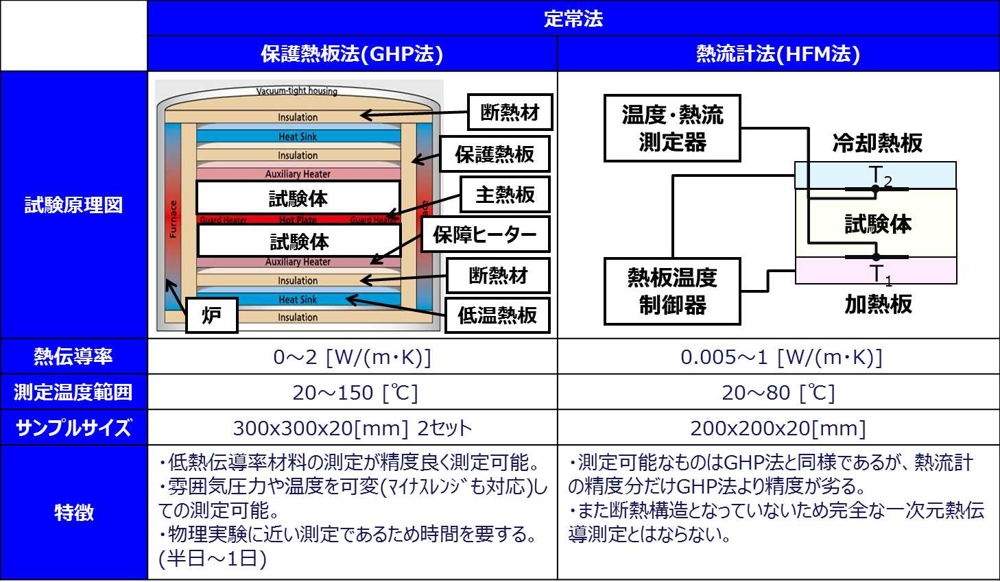 定常法
保護熱板法(GHP法)
熱流計法(HFM法)
試験原理図
Vacuum-tight housing
Insulation
Heat Sink
Insulation
Auxiliary Heater
試験体
Guard Heater
Hot Plate
Guard Heater
試験体
Auxiliary Heater
Insulation
Heat Sink
Insulation
Furnace
断熱材
保護熱板
主熱板
保障ヒーター
断熱材
低温熱板
炉
温度・熱流
測定器
冷却熱板
T2
試験体
T1
加熱板
熱板温度
制御器
熱伝導率
0～2 [W/(m・K)]
0.005～1 [W/(m・K)]
測定温度範囲
20～150 [℃]
20～80 [℃]
サンプルサイズ
300x300x20[mm] 2セット
200x200x20[mm]
特徴
・低熱伝導率材料の測定が精度良く測定可能。
・雰囲気圧力や温度を可変(ﾏｲﾅｽﾚﾝｼﾞも対応)し
ての測定可能。
・物理実験に近い測定であるため時間を要する。
(半日～1日)
・測定可能なものはGHP法と同様であるが、熱流計
の精度分だけGHP法より精度が劣る。
・また断熱構造となっていないため完全な一次元熱伝
導測定とはならない。